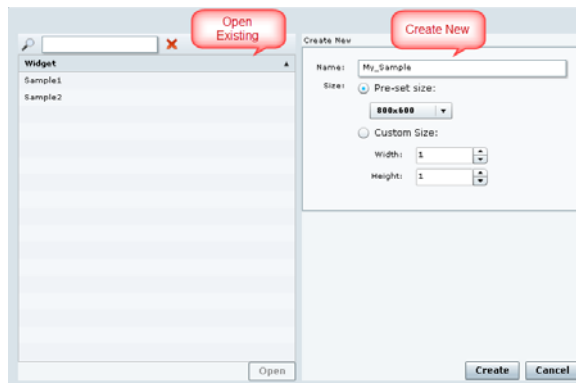 Open
Existing
Widget
Sample1
Sample2
Open
Create New
Create New
Name: My_Sample
Size: Pre-set size:
800x600
Custom Size:
Width: 1
Height: 1
Create Cancel